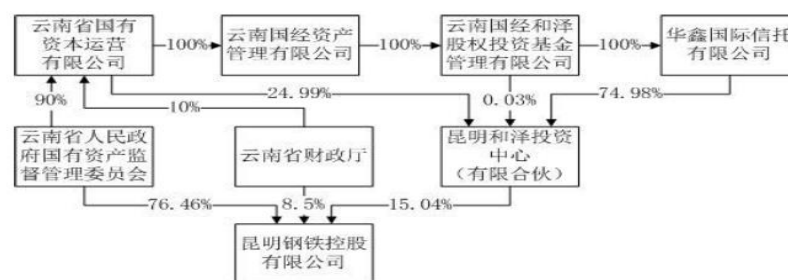 云南省国有
资本运营
有限公司
100%
云南国经资产
管理有限公司
100%
云南国经和泽
股权投资基金
管理有限公司
100%
华鑫国际信托
有限公司
90%
10%
24.99%
0.03%
74.98%
云南省人民政
府国有资产监
督管理委员会
云南省财政厅
昆明和泽投资
中心
（有限合伙）
76.46%
8.5%
15.04%
昆明钢铁控股
有限公司